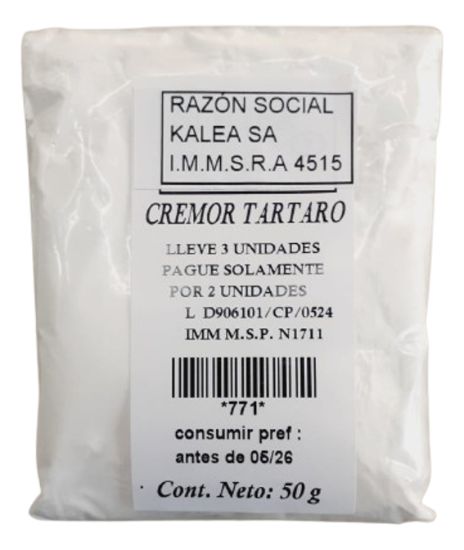 RAZÓN SOCIAL
KALEA SA
I.M.M.S.R.A 4515
CREMOR TARTARO
LLEVE 3 UNIDADES
PAGUE SOLAMENTE
POR 2 UNIDADES
L D906101/CP/0524
IMM M.S.P. N1711
*771*
consumir pref :
antes de 05/26
Cont. Neto: 50 g